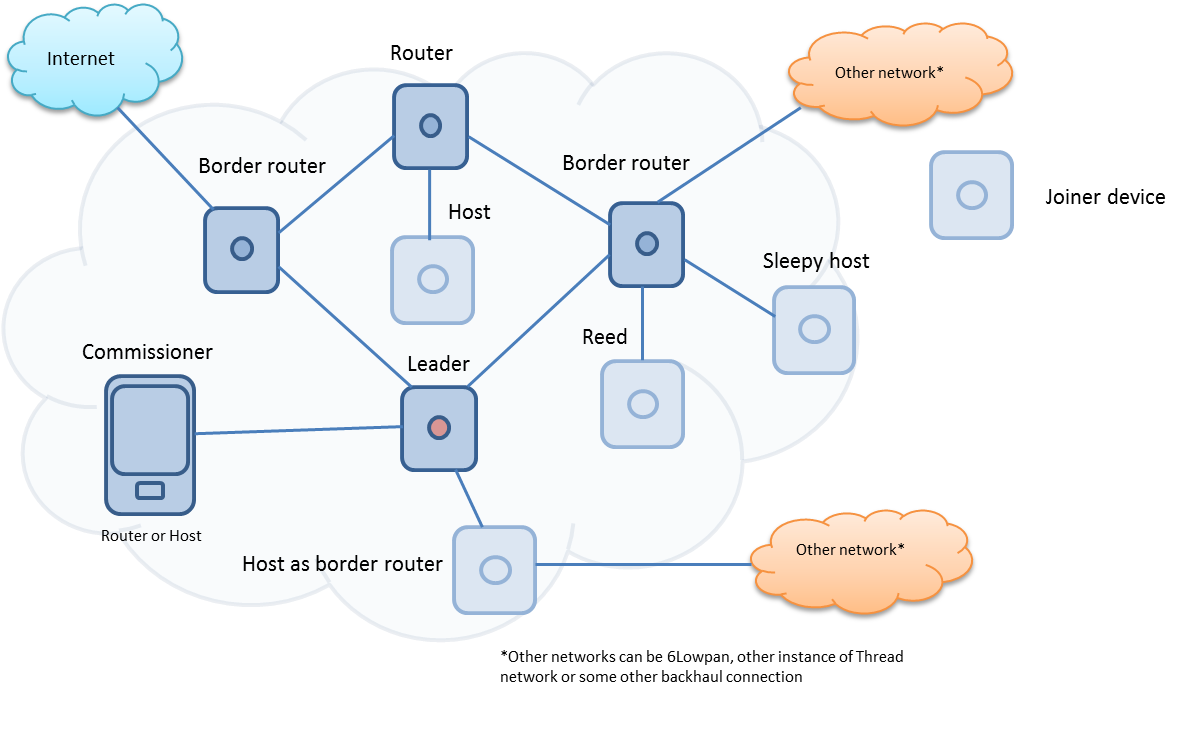 Internet
Router
Other network*
Border router
Border router
Joiner device
Host
Sleepy host
Reed
Commissioner
Leader
Router or Host
Host as border router
Other network*
*Other networks can be 6Lowpan, other instance of Thread
network or some other backhaul connection